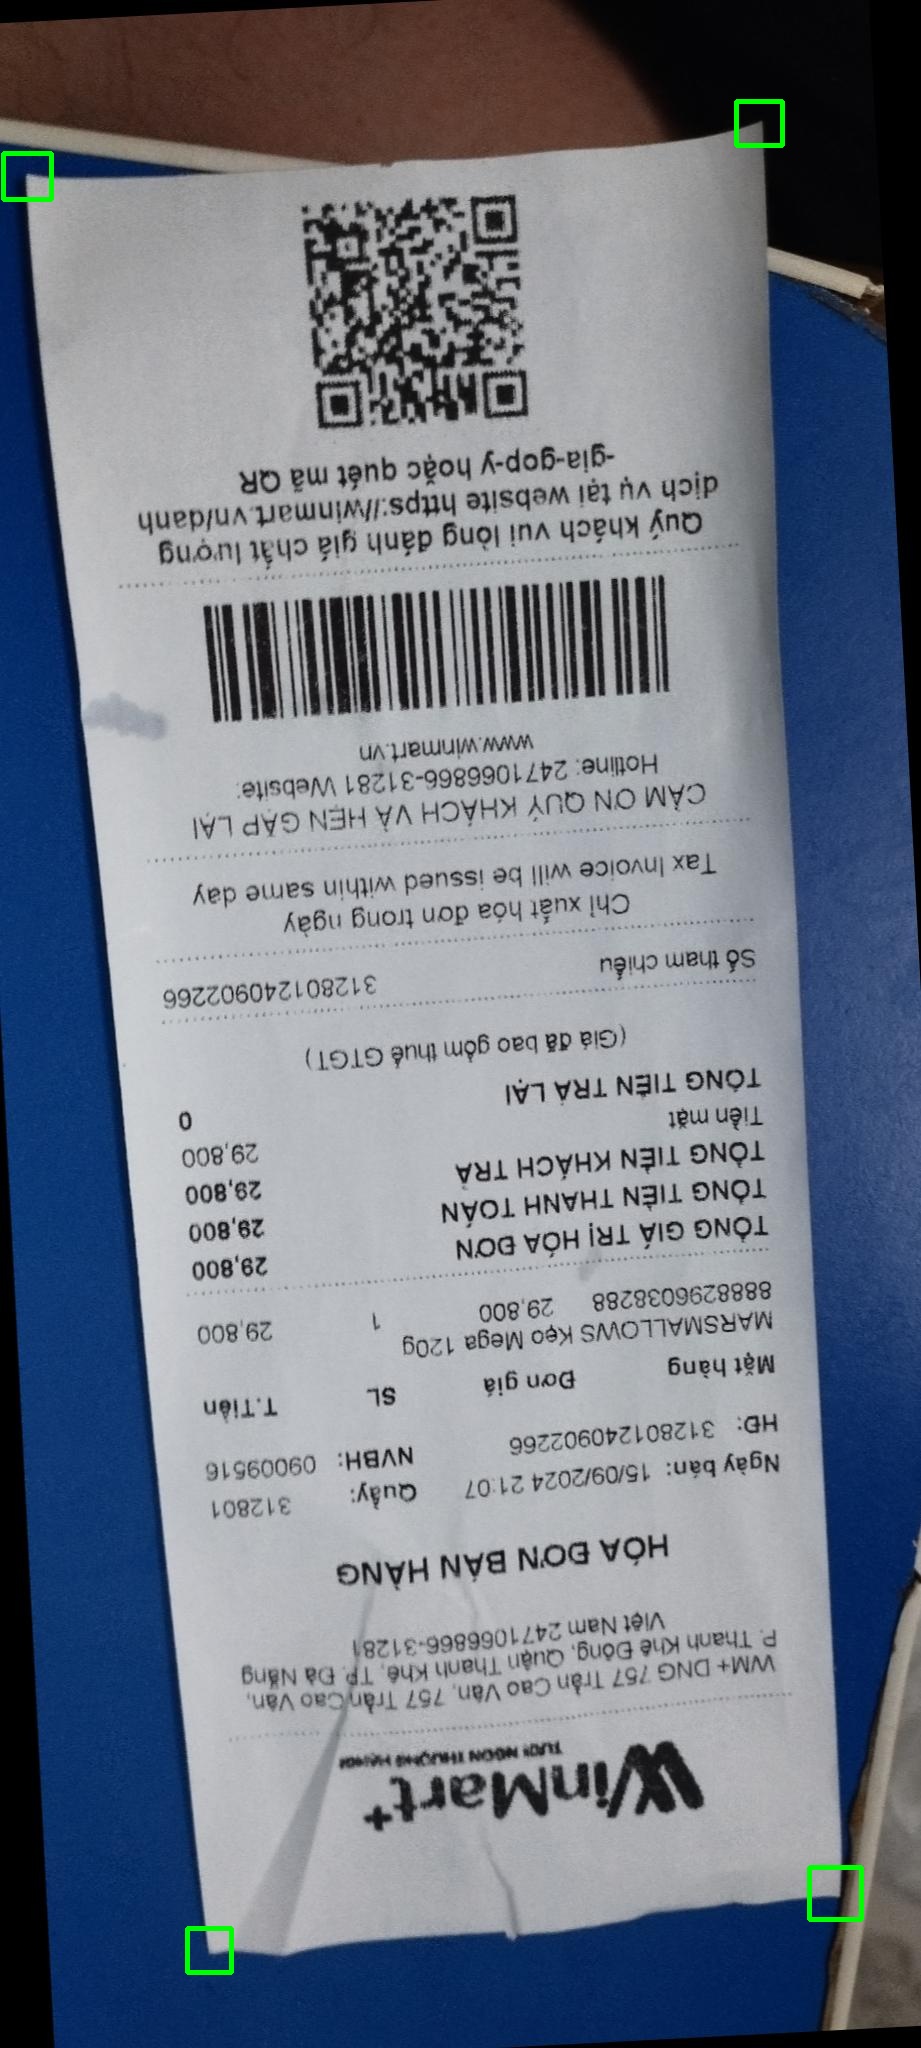 WinMart+
TƯƠI NGON THƯỢNG HẠNG
WM+ DNG 757 Trần Cao Vân, 757 Trần Cao Vân,
P. Thanh Khê Đông, Quận Thanh Khê, TP. Đà Nẵng
Việt Nam 2471066866-31281
HÓA ĐƠN BÁN HÀNG
Ngày bán: 15/09/2024 21:07 Quầy: 312801
HĐ: 312801240902266 NVBH: 09009516
Mặt hàng Đơn giá SL T.Tiền
MARSMALLOWS Kẹo Mega 120g
8888296038288 29,800 1 29,800
TỔNG GIÁ TRỊ HÓA ĐƠN 29,800
TỔNG TIỀN THANH TOÁN 29,800
TỔNG TIỀN KHÁCH TRẢ 29,800
Tiền mặt 29,800
TỔNG TIỀN TRẢ LẠI 0
(Giá đã bao gồm thuế GTGT)
Số tham chiếu 312801240902266
Chỉ xuất hóa đơn trong ngày
Tax Invoice will be issued within same day
CẢM ƠN QUÝ KHÁCH VÀ HẸN GẶP LẠI
Hotline: 2471066866-31281 Website:
www.winmart.vn
Quý khách vui lòng đánh giá chất lượng
dịch vụ tại website https://winmart.vn/danh
-gia-gop-y hoặc quét mã QR